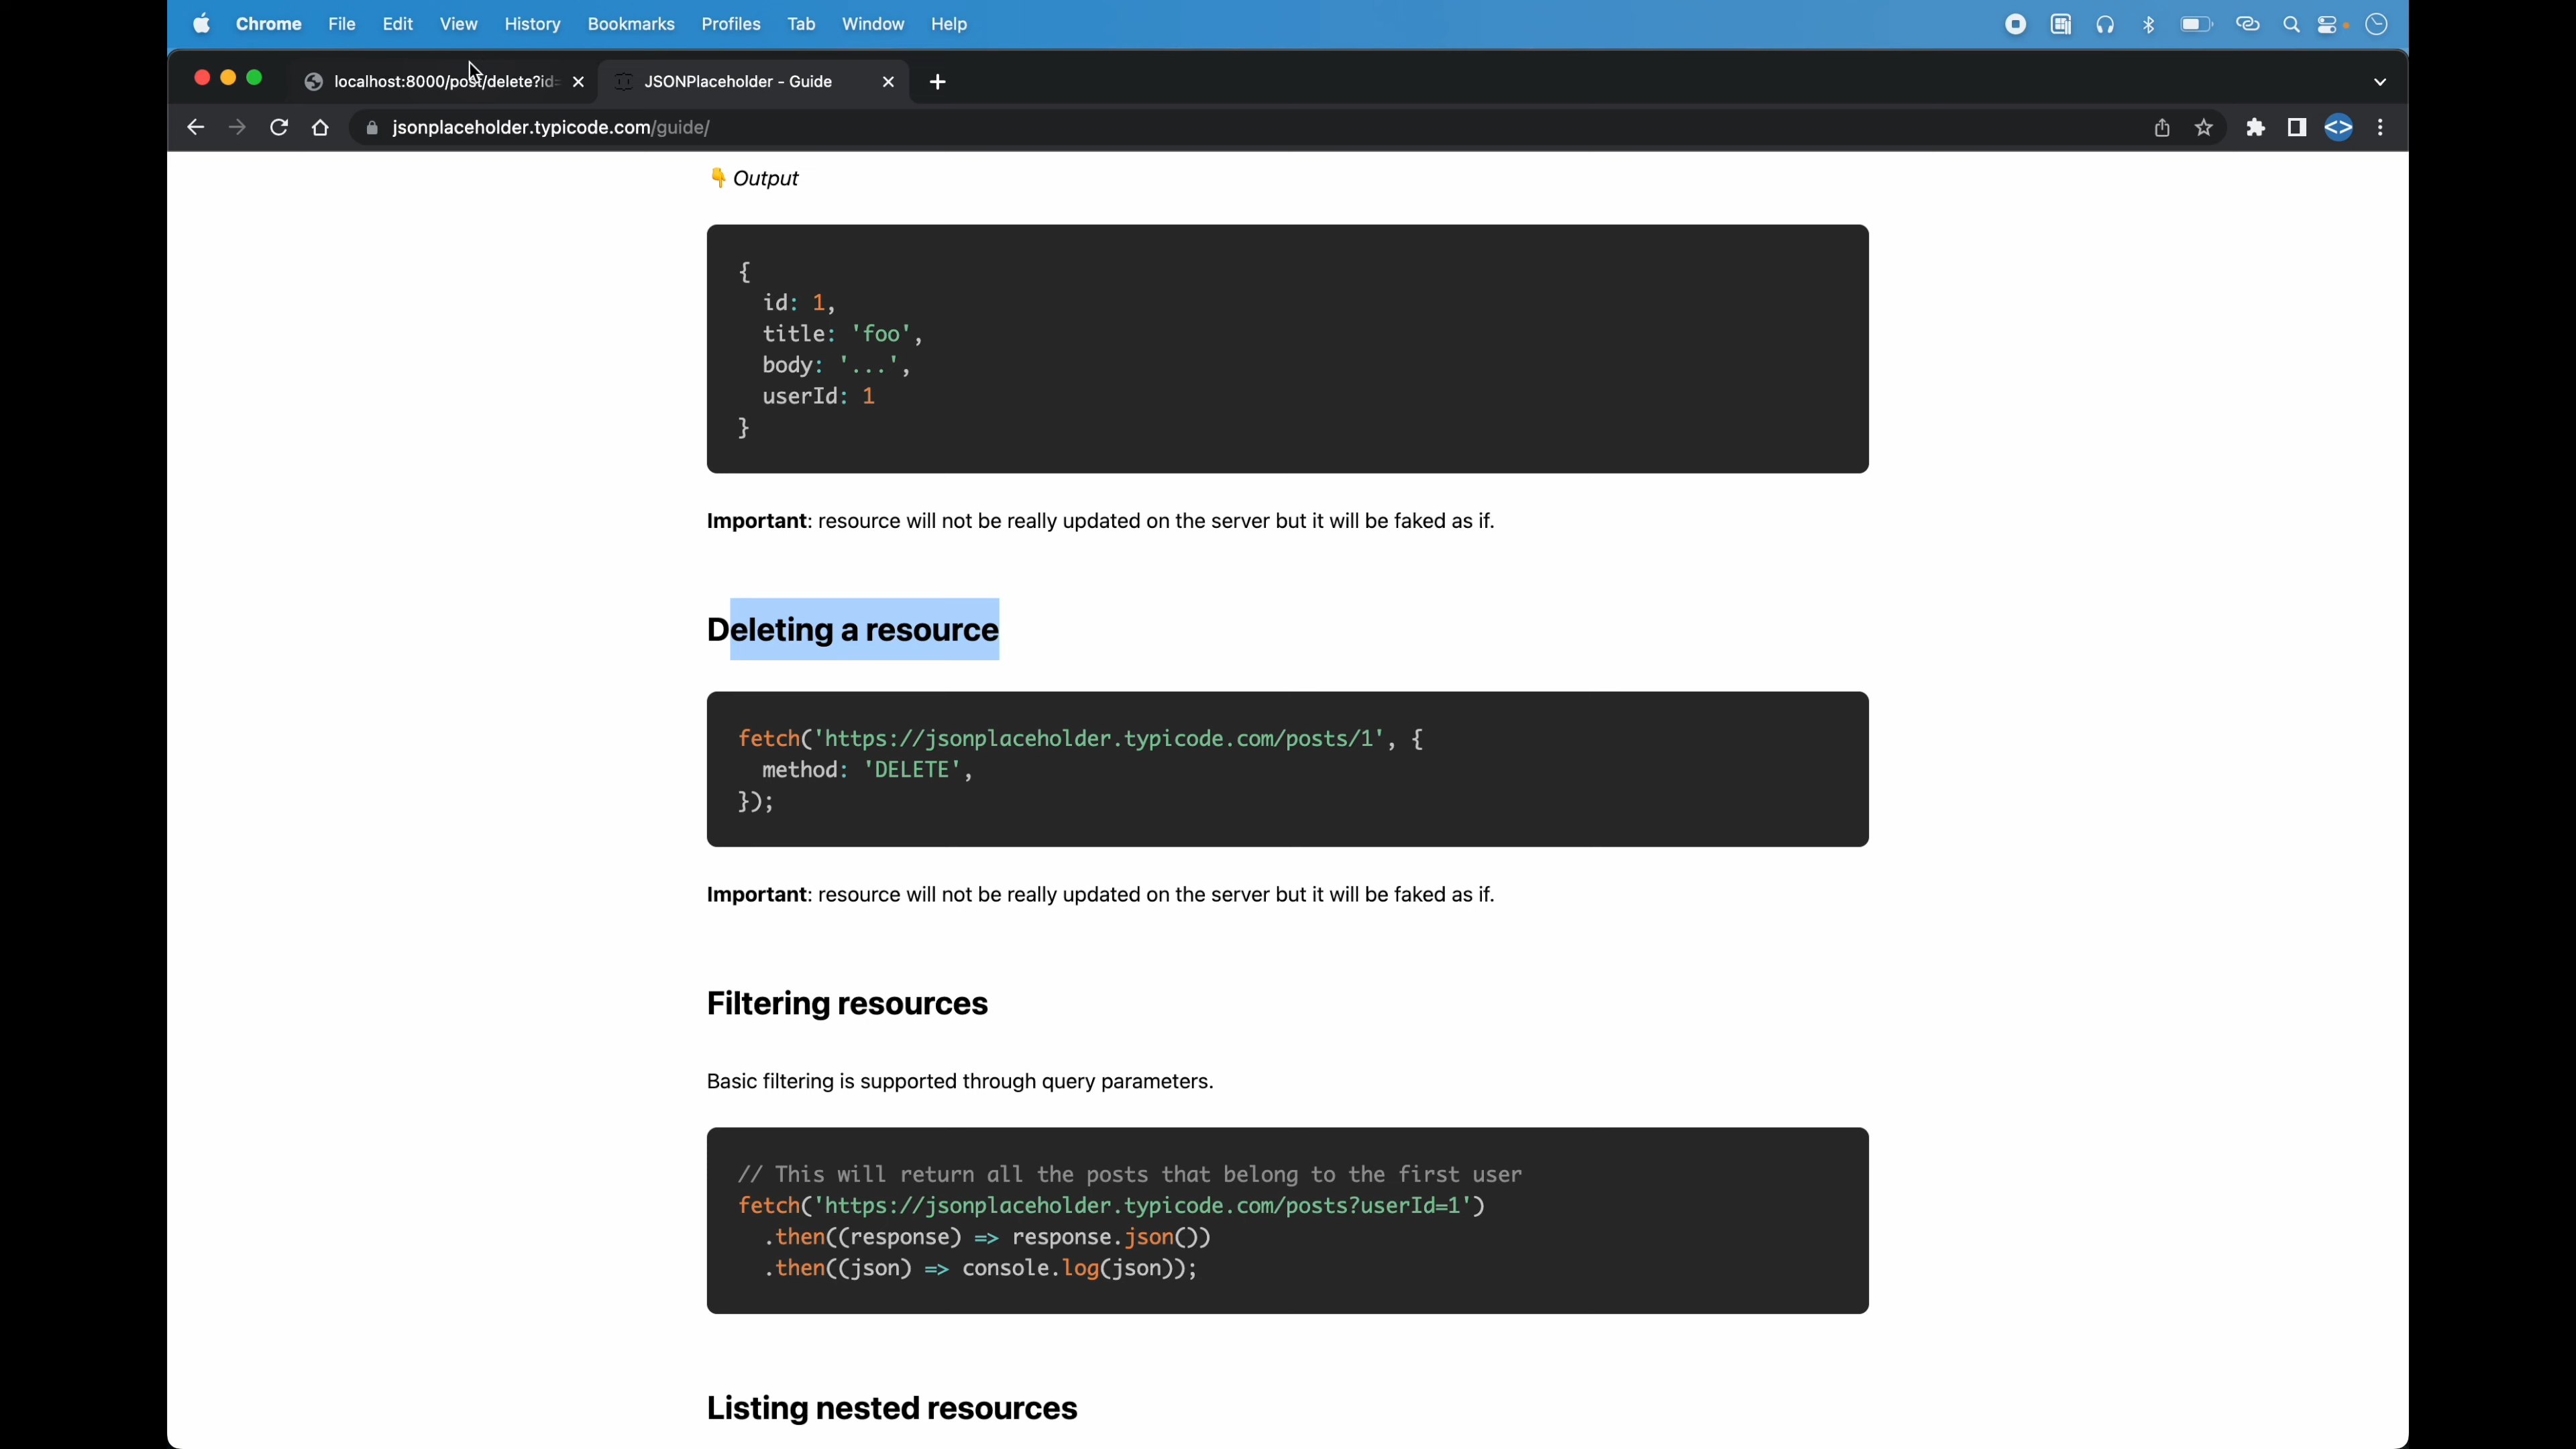 Chrome File Edit View History Bookmarks Profiles Tab Window Help
localhost:8000/post/delete?id= JSONPlaceholder - Guide
jsonplaceholder.typicode.com/guide/
👇 Output
{
id: 1,
title: 'foo',
body: '...',
userId: 1
}
Important: resource will not be really updated on the server but it will be faked as if.
Deleting a resource
fetch('https://jsonplaceholder.typicode.com/posts/1', {
method: 'DELETE',
});
Important: resource will not be really updated on the server but it will be faked as if.
Filtering resources
Basic filtering is supported through query parameters.
// This will return all the posts that belong to the first user
fetch('https://jsonplaceholder.typicode.com/posts?userId=1')
.then((response) => response.json())
.then((json) => console.log(json));
Listing nested resources